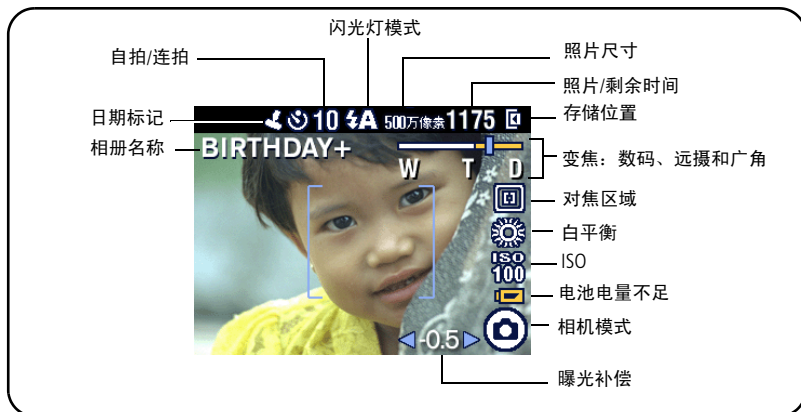 闪光灯模式
自拍/连拍
照片尺寸
照片/剩余时间
日期标记
存储位置
10 A 500万像素 1175
相册名称
BIRTHDAY+
变焦：数码、远摄和广角
W T D
对焦区域
白平衡
ISO
100
ISO
电池电量不足
相机模式
-0.5
曝光补偿